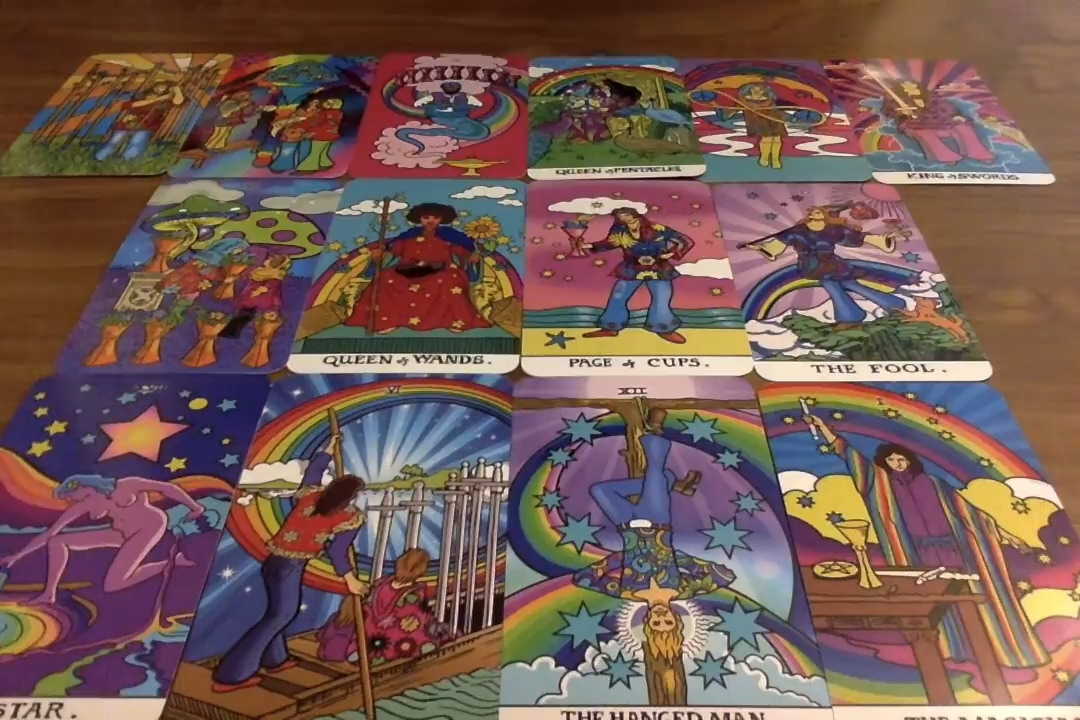 QUEEN of PENTACLES
KING of SWORDS
QUEEN of WANDS.
PAGE of CUPS.
THE FOOL.
VI
XII
STAR.
THE HANGED MAN